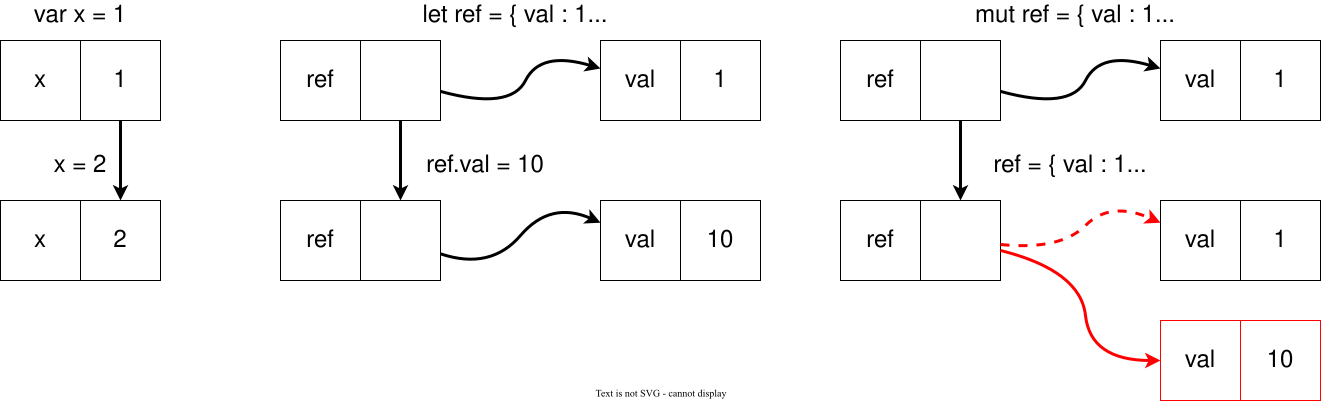 var x = 1
let ref = { val : 1...
mut ref = { val : 1...
x
1
ref
val
1
ref
val
1
x = 2
ref.val = 10
ref = { val : 1...
x
2
ref
val
10
ref
val
1
val
10
Text is not SVG - cannot display